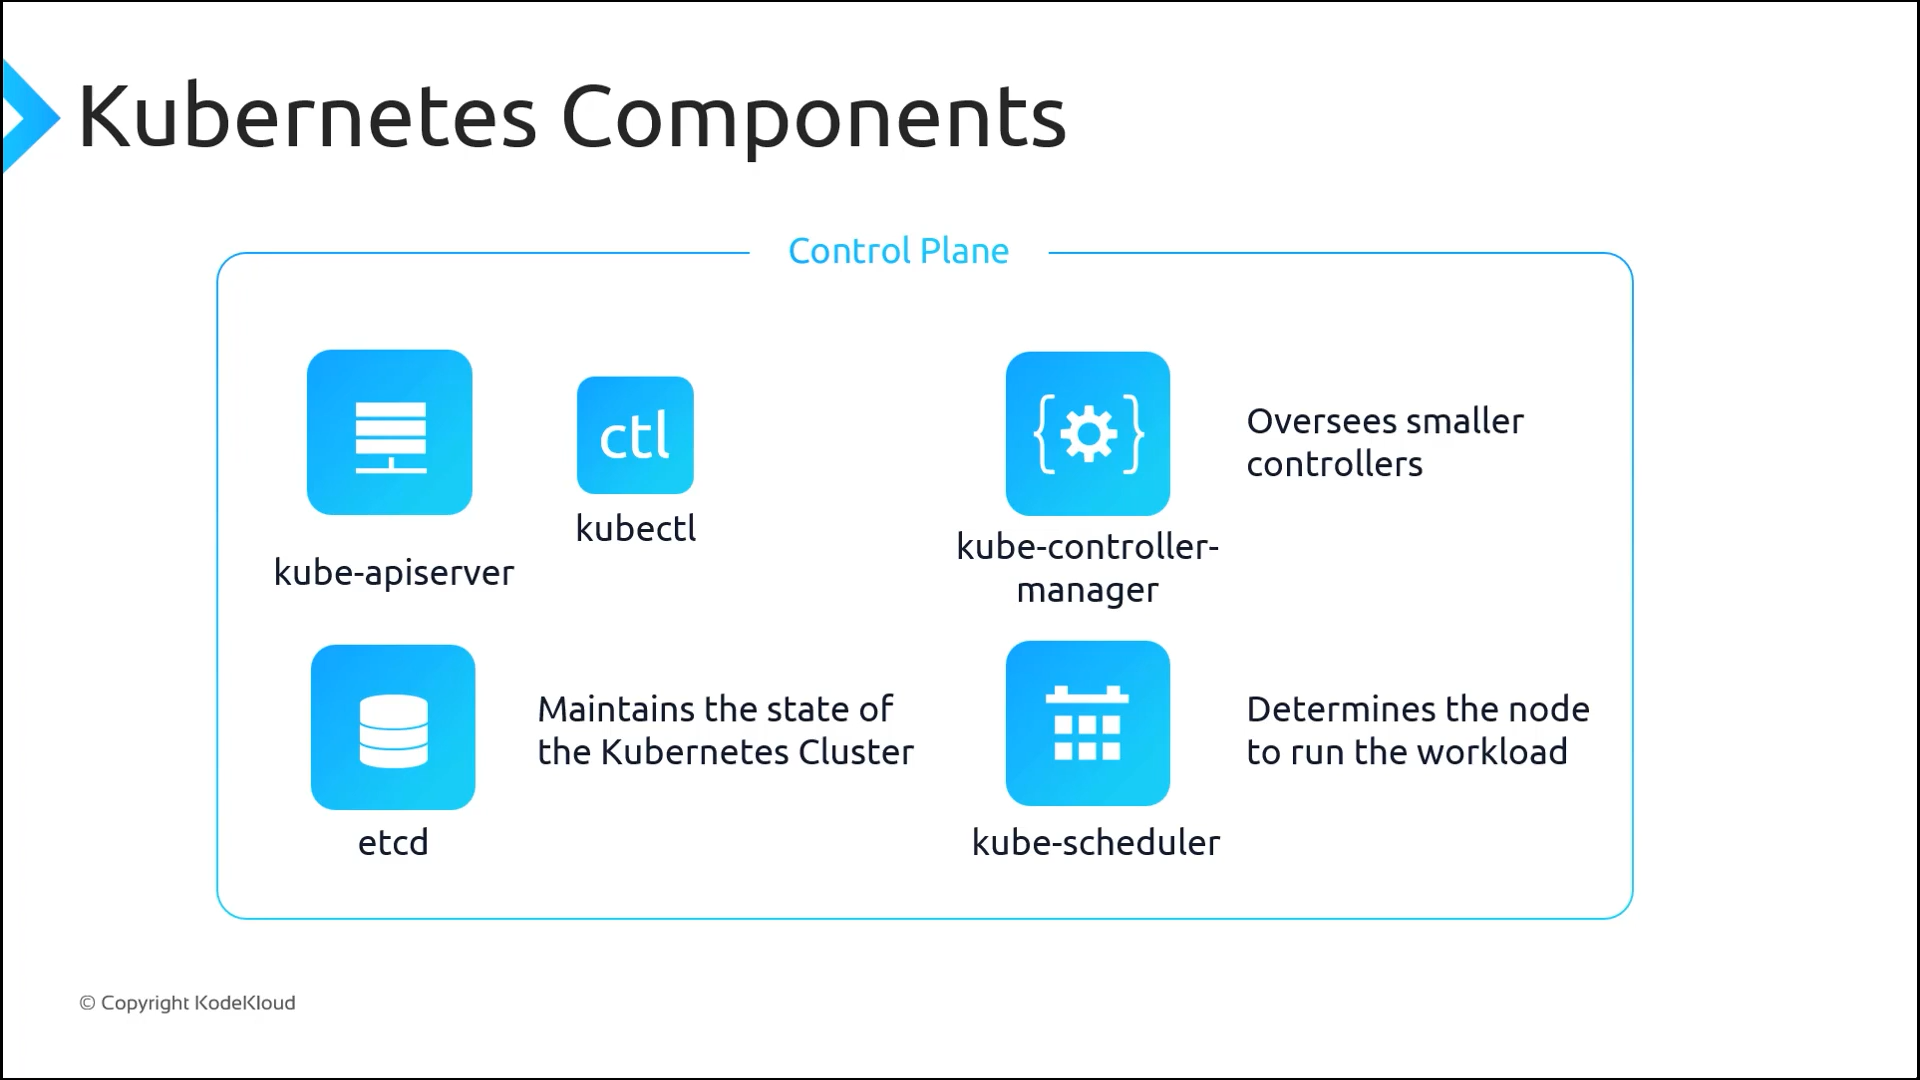 Kubernetes Components
Control Plane
ctl
kubectl
kube-apiserver
Oversees smaller
controllers
kube-controller-
manager
Maintains the state of
the Kubernetes Cluster
etcd
Determines the node
to run the workload
kube-scheduler
© Copyright KodeKloud